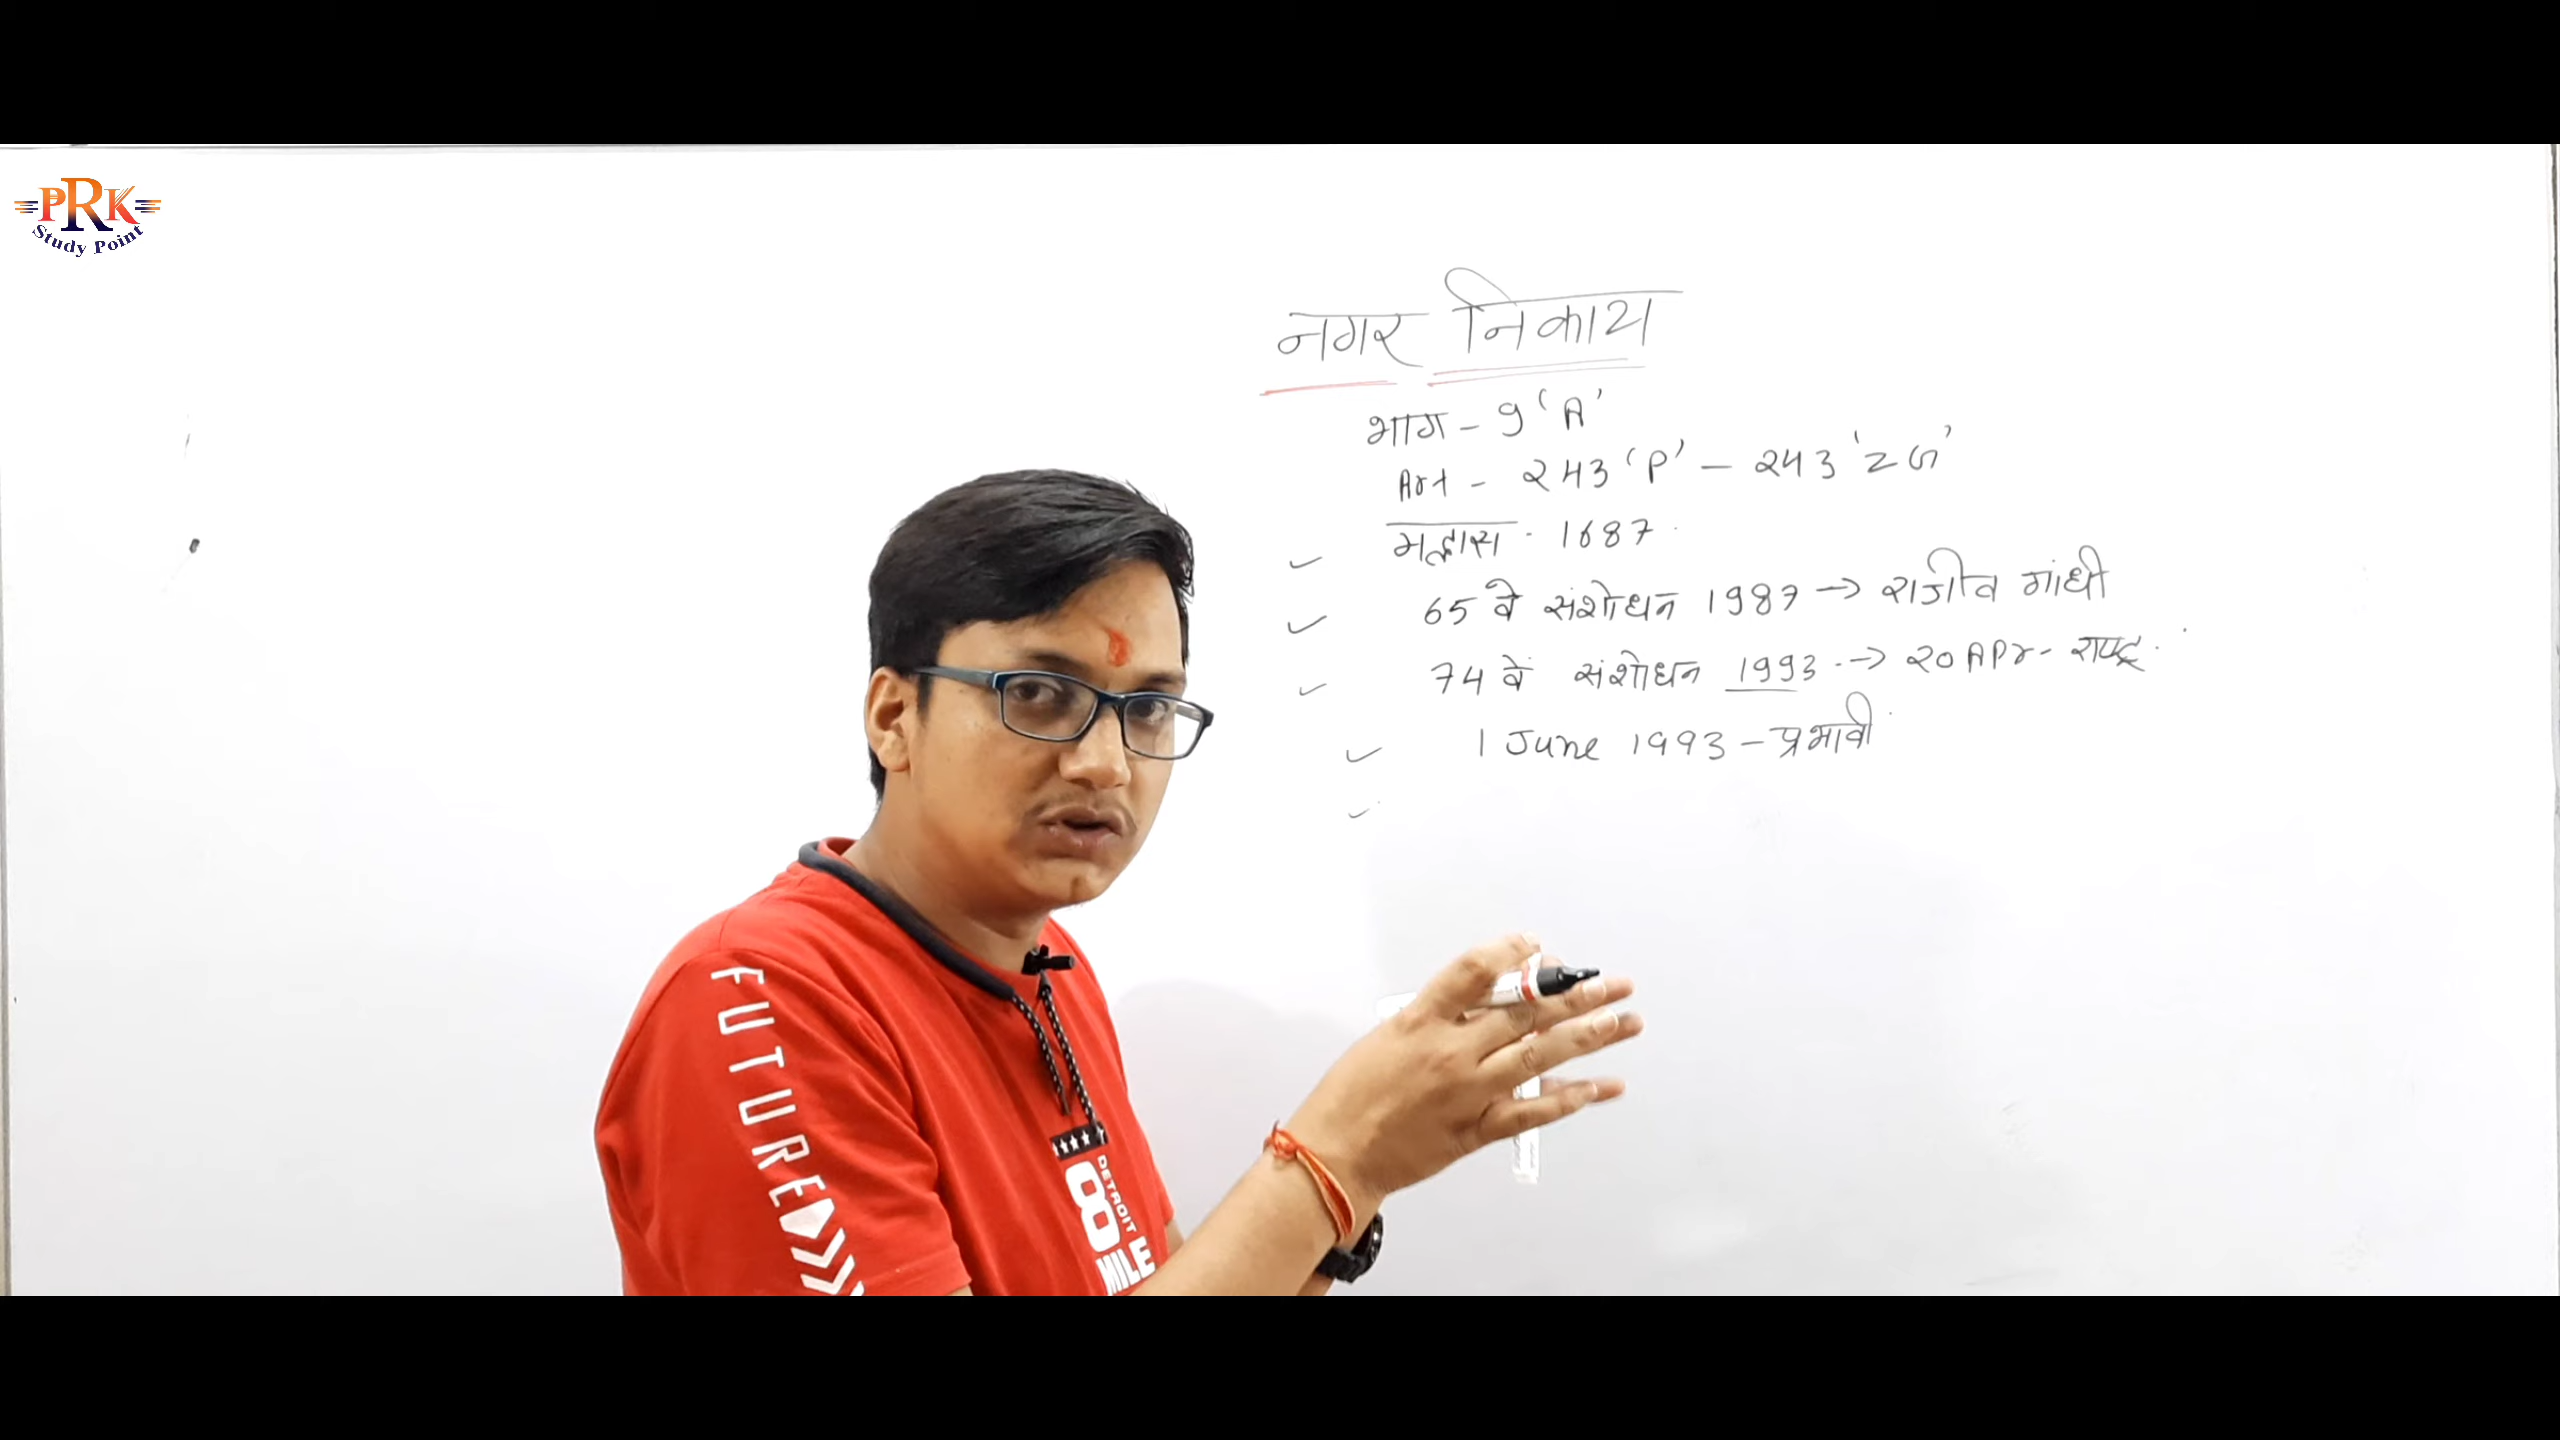 PRK
Study Point
नगर निकाय
भाग - 9 'A'
Art - 243 'P' - 243 'ZG'
मद्रास - 1687
65 वे संशोधन 1987 → राजीव गांधी
74 वे संशोधन 1993 → 20 Apr -
1 June 1993 - प्रभावी
FUTURE
DETROIT
8
MILE